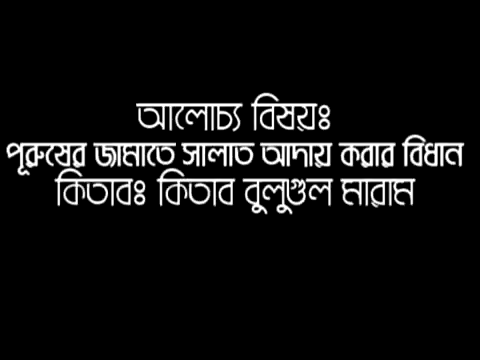 আলোচ্য বিষয়ঃ
পূরুষের জামাতে সালাত আদায় করার বিধান
কিতাবঃ কিতাব বুলুগুল মারাম